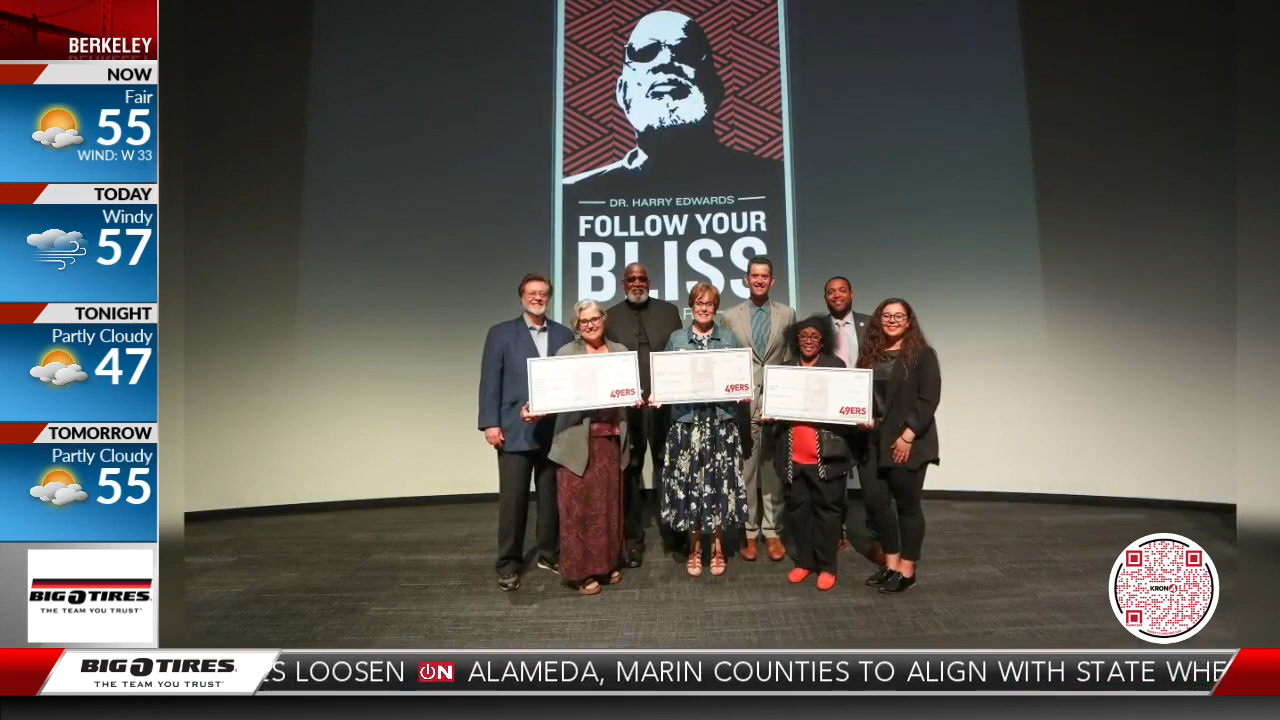 BERKELEY
NOW
Fair
55
WIND: W 33
TODAY
Windy
57
TONIGHT
Partly Cloudy
47
TOMORROW
Partly Cloudy
55
BIG O TIRES
THE TEAM YOU TRUST
DR. HARRY EDWARDS
FOLLOW YOUR
BLISS
49ERS
49ERS
49ERS
KRON4
BIG O TIRES
THE TEAM YOU TRUST
ES LOOSEN ON ALAMEDA, MARIN COUNTIES TO ALIGN WITH STATE WHE